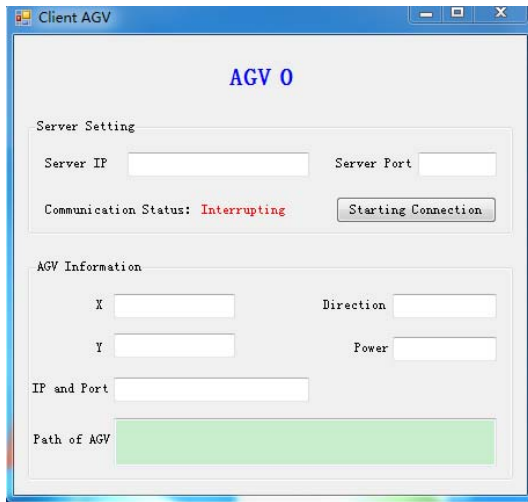 Client AGV
AGV 0
Server Setting
Server IP
Server Port
Communication Status: Interrupting
Starting Connection
AGV Information
X
Direction
Y
Power
IP and Port
Path of AGV